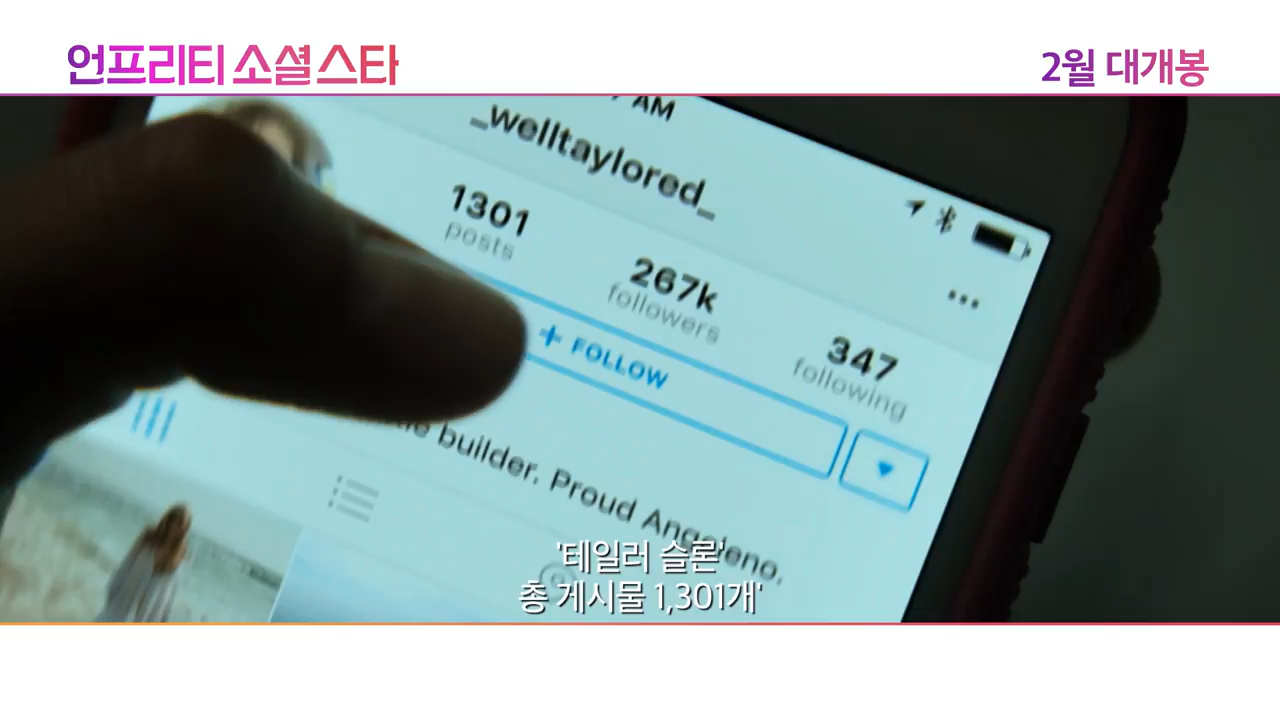 언프리티 소셜 스타
2월 대개봉
AM
_welltaylored_
1301
posts
267k
followers
347
following
+ FOLLOW
builder. Proud Angeleno.
'테일러 슬론'
총 게시물 1,301개'